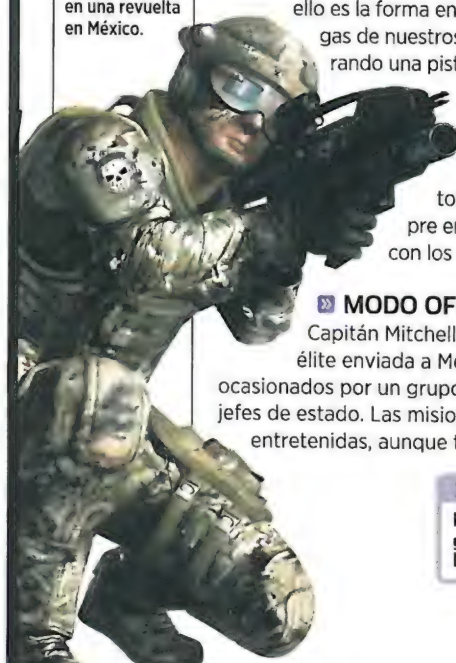 en una revuelta
en México.
ello es la forma en
gas de nuestros
rando una pist
to
pre en
con los
MODO OF
Capitán Mitchell
élite enviada a Mé
ocasionados por un grupo
jefes de estado. Las misio
entretenidas, aunque t